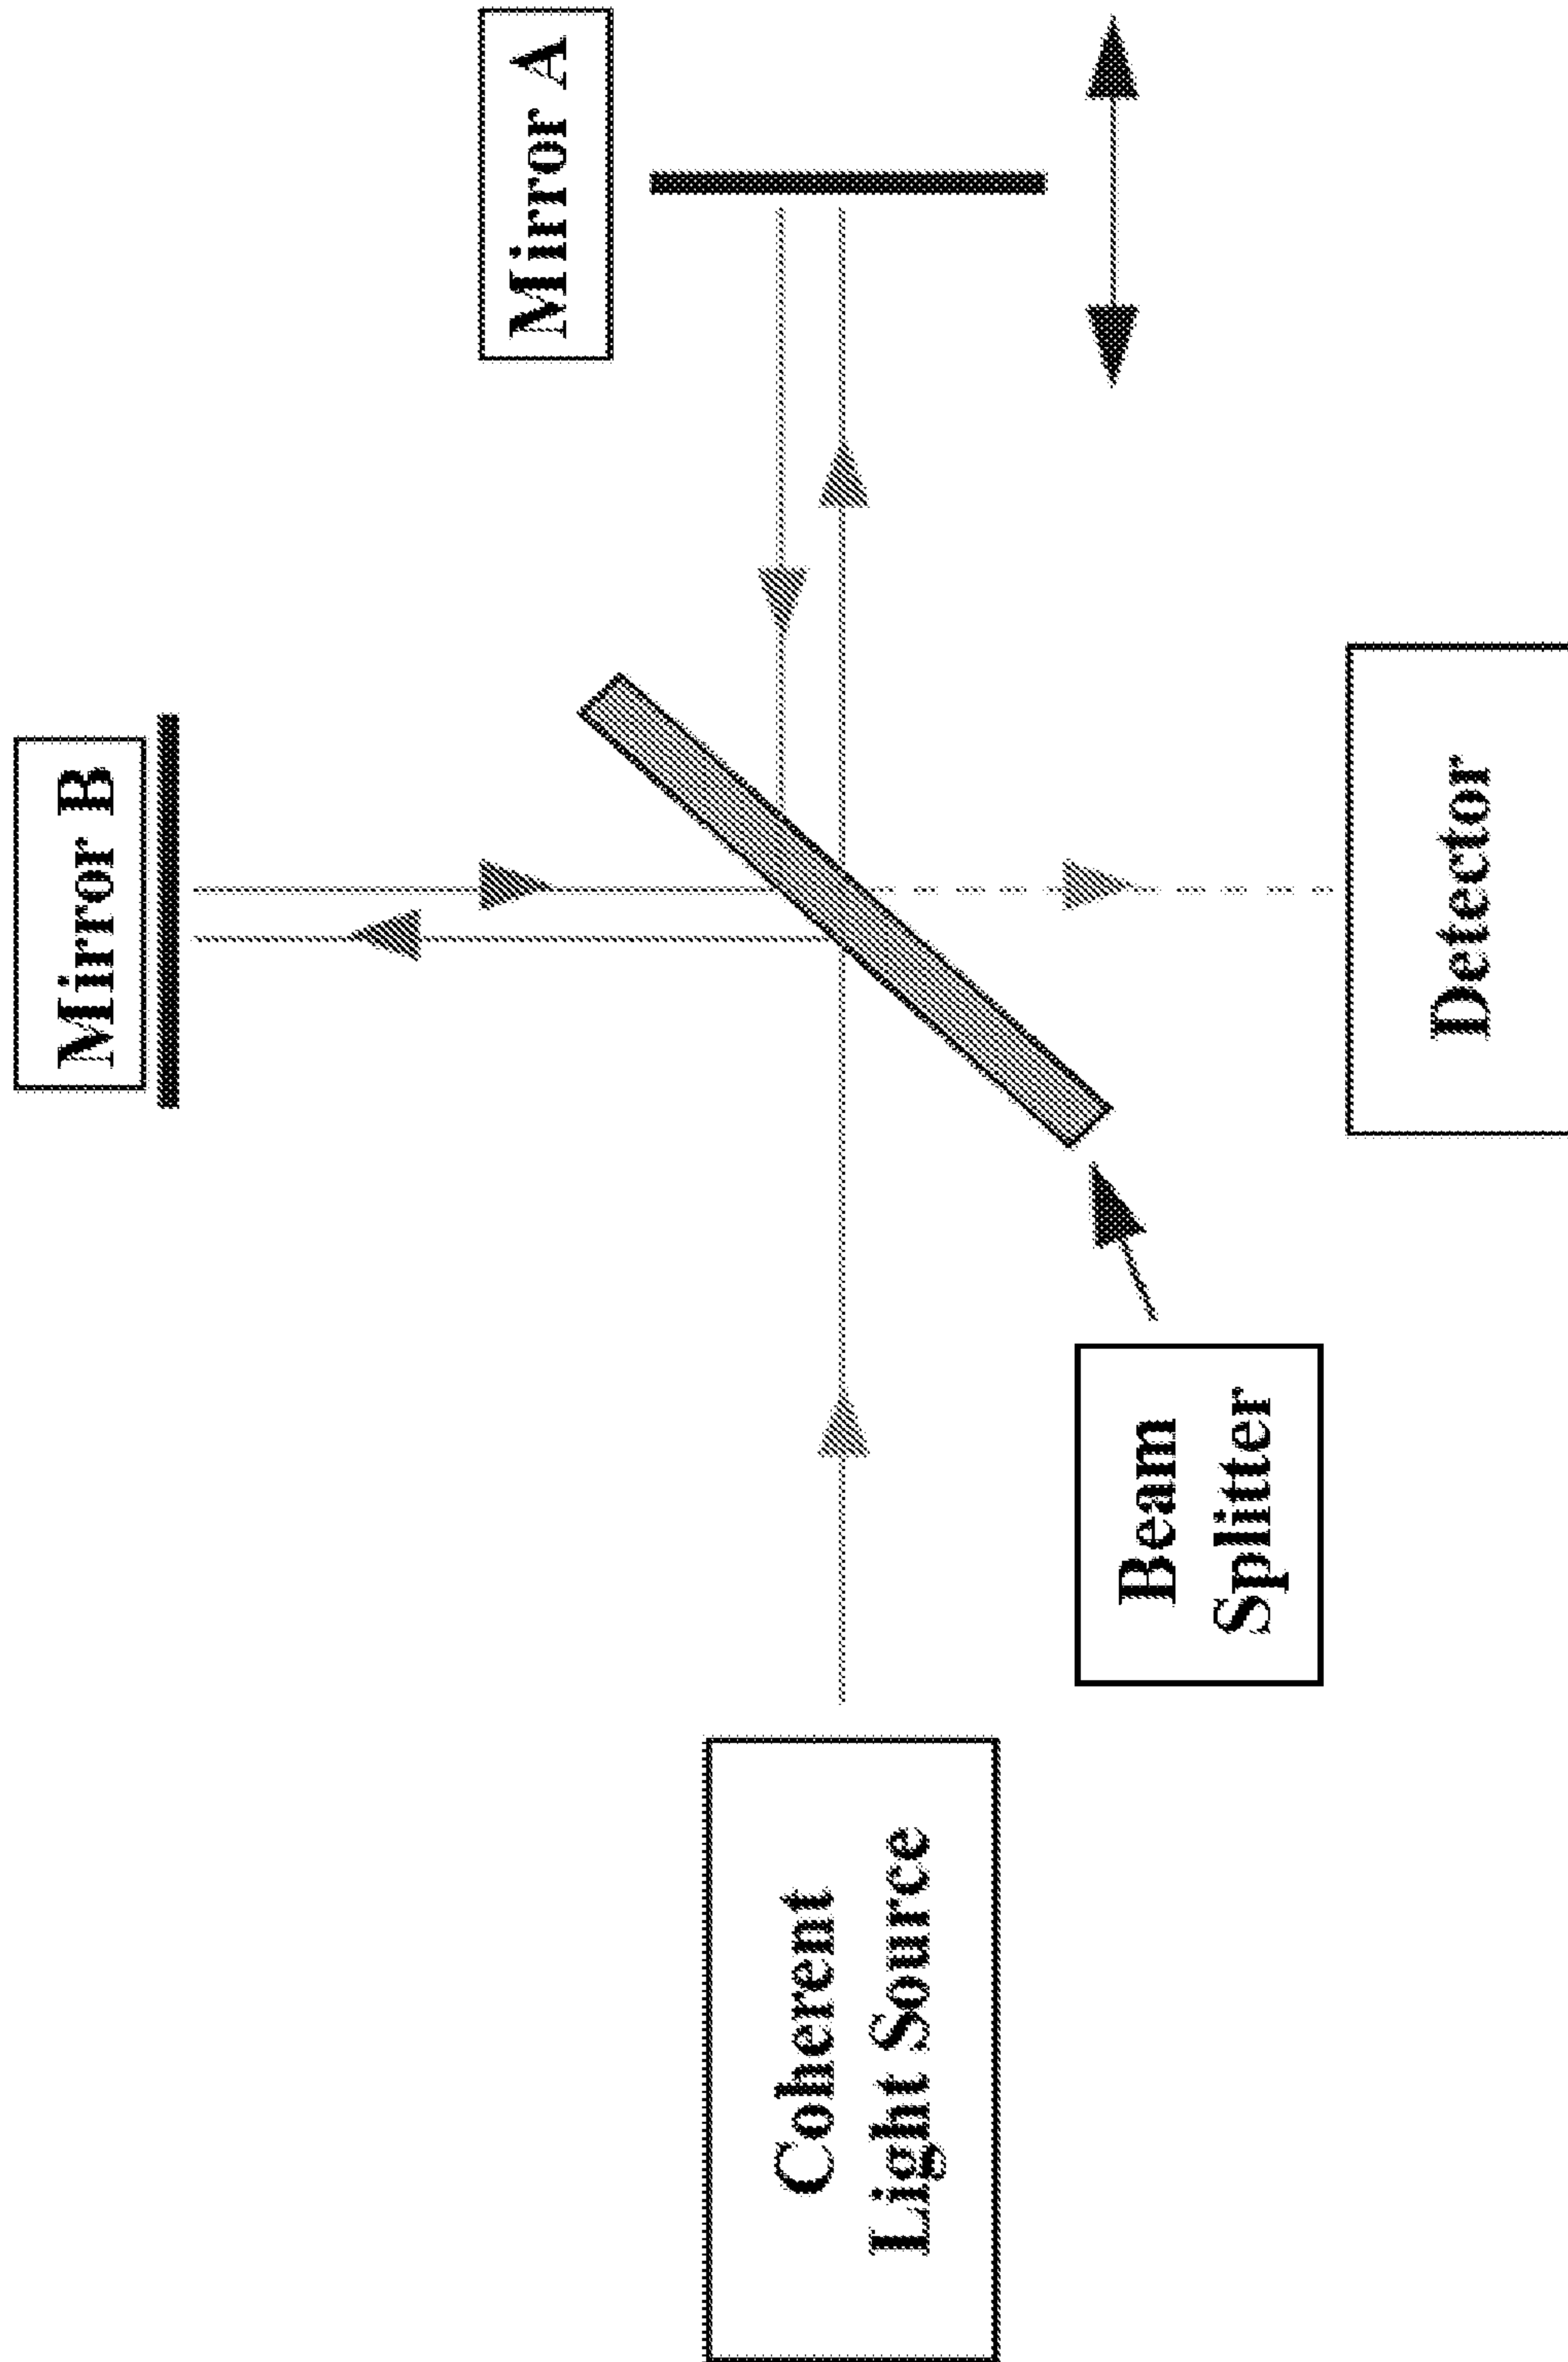 Mirror B
Mirror A
Coherent
Light Source
Beam
Splitter
Detector